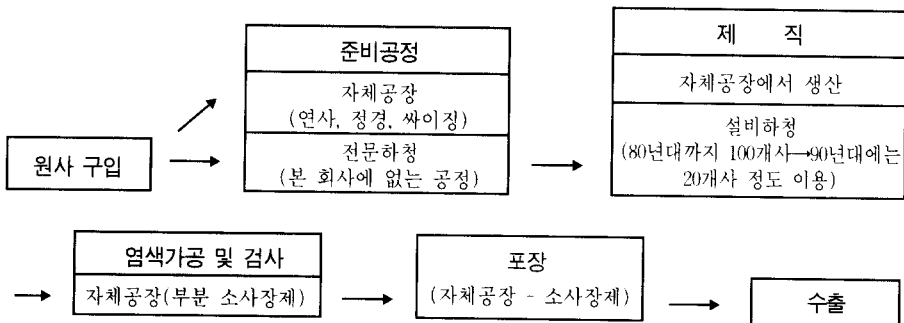 원사 구입
준비공정
자체공장
(연사, 정경, 싸이징)
전문하청
(본 회사에 없는 공정)
제 직
자체공장에서 생산
설비하청
(80년대까지 100개사→90년대에는
20개사 정도 이용)
염색가공 및 검사
자체공장(부분 소사장제)
포장
(자체공장 - 소사장제)
수출